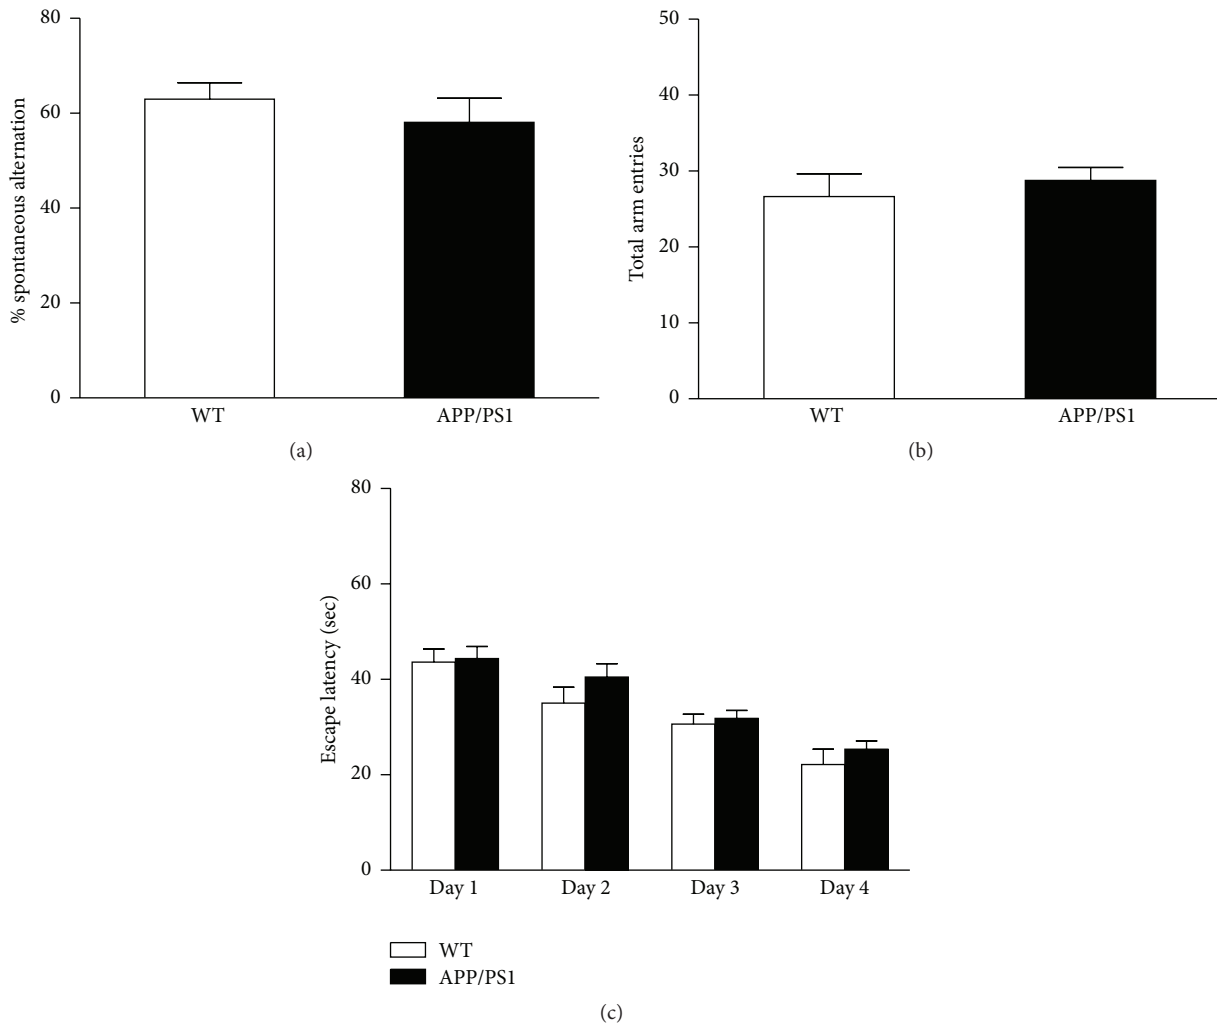 % spontaneous alternation
80
60
40
20
0
WT
APP/PS1
(a)
Total arm entries
50
40
30
20
10
0
WT
APP/PS1
(b)
Escape latency (sec)
80
60
40
20
0
Day 1
Day 2
Day 3
Day 4
WT
APP/PS1
(c)